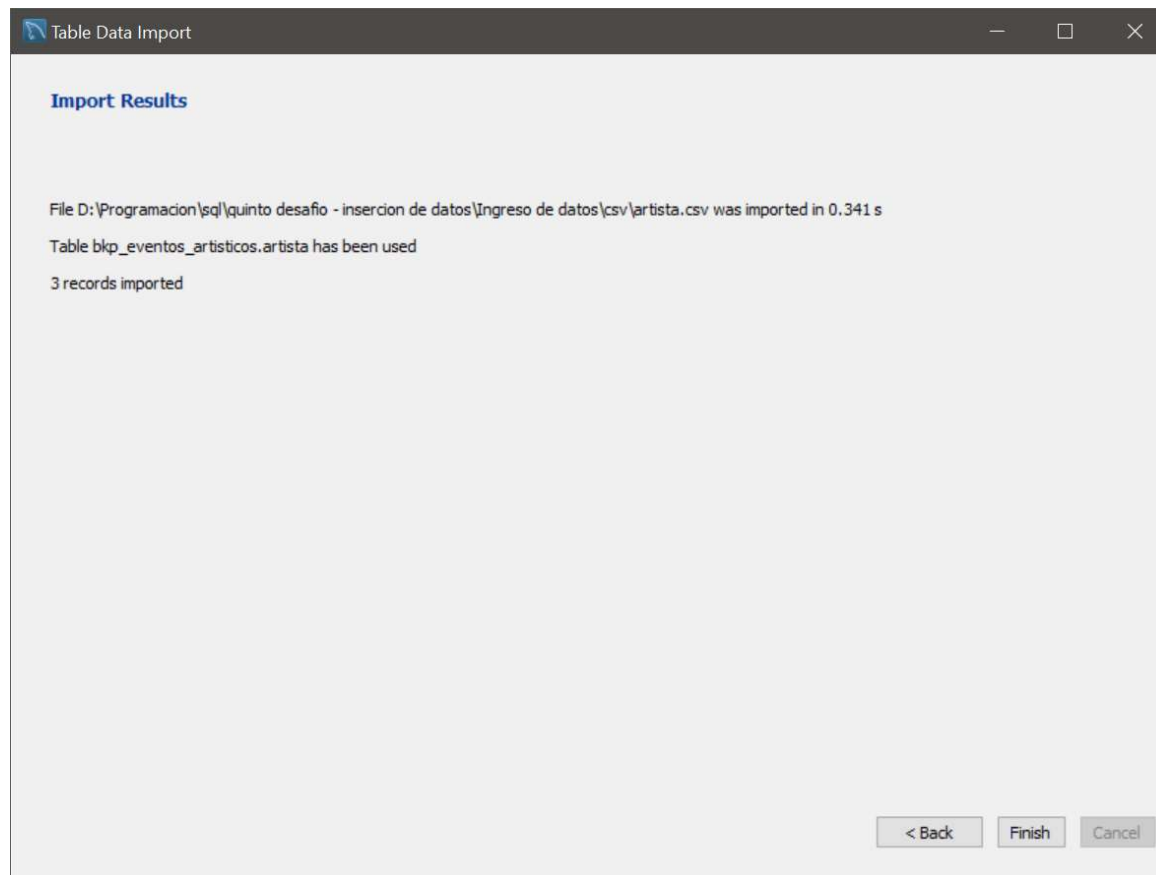 Table Data Import
Import Results
File D:\Programacion\sql\quinto desafio - insercion de datos\Ingreso de datos\csv\artista.csv was imported in 0.341 s
Table bkp_eventos_artisticos.artista has been used
3 records imported
< Back Finish Cancel